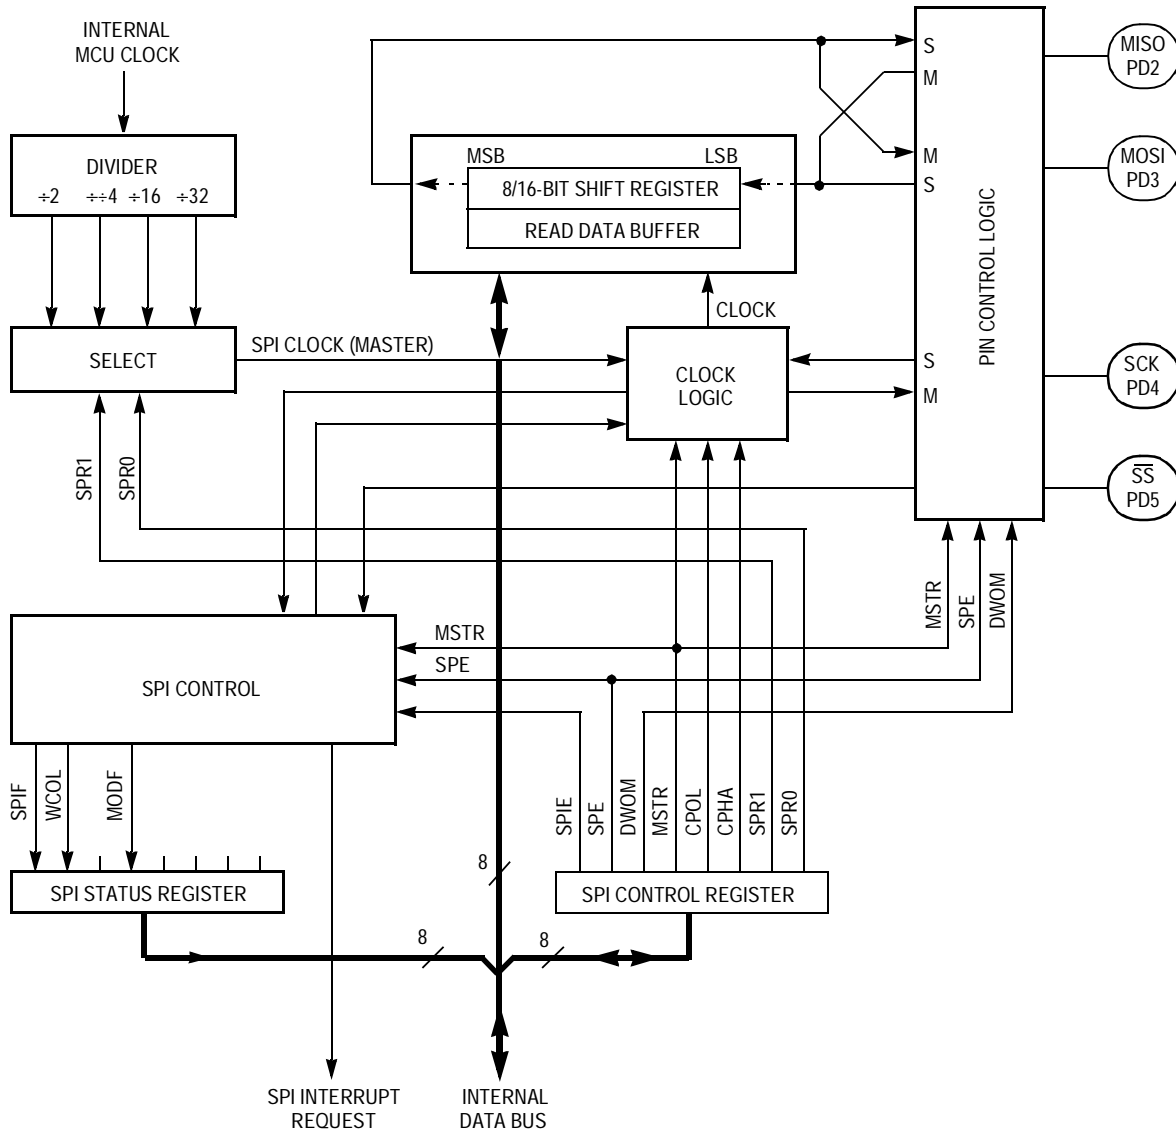 INTERNAL
MCU CLOCK
DIVIDER
÷2 ÷÷4 ÷16 ÷32
SELECT
SPI CLOCK (MASTER)
SPR1
SPR0
MSB LSB
8/16-BIT SHIFT REGISTER
READ DATA BUFFER
CLOCK
CLOCK
LOGIC
S
M
M
S
S
M
PIN CONTROL LOGIC
MISO
PD2
MOSI
PD3
SCK
PD4
SS
PD5
MSTR
SPE
DWOM
MSTR
SPE
SPI CONTROL
SPIF
WCOL
MODF
SPI STATUS REGISTER
SPIE
SPE
DWOM
MSTR
CPOL
CPHA
SPR1
SPR0
SPI CONTROL REGISTER
8
8
8
SPI INTERRUPT
REQUEST
INTERNAL
DATA BUS